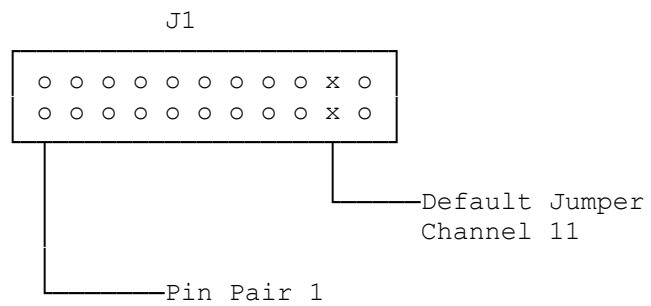 J1
○ ○ ○ ○ ○ ○ ○ ○ ○ x ○
○ ○ ○ ○ ○ ○ ○ ○ ○ x ○
Default Jumper
Channel 11
Pin Pair 1